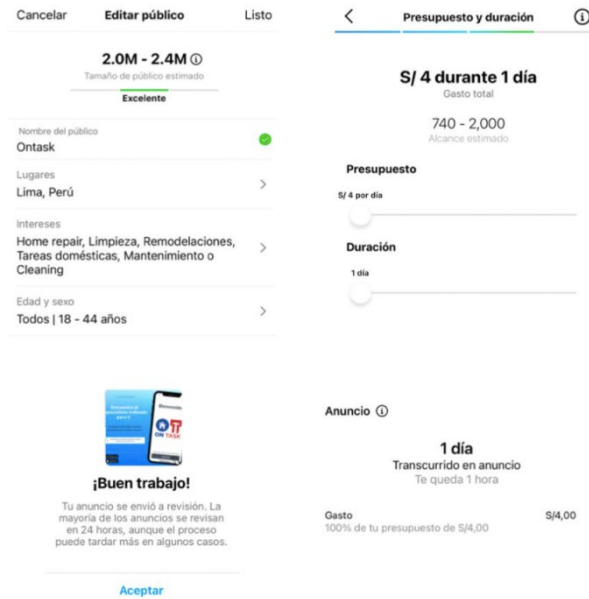 Cancelar Editar público Listo
2.0M - 2.4M
Tamaño de público estimado
Excelente
Nombre del público
Ontask
Lugares
Lima, Perú
Intereses
Home repair, Limpieza, Remodelaciones,
Tareas domésticas, Mantenimiento o
Cleaning
Edad y sexo
Todos | 18 - 44 años
ON TASK
¡Buen trabajo!
Tu anuncio se envió a revisión. La
mayoría de los anuncios se revisan
en 24 horas, aunque el proceso
puede tardar más en algunos casos.
Aceptar
Presupuesto y duración
S/ 4 durante 1 día
Gasto total
740 - 2,000
Alcance estimado
Presupuesto
S/ 4 por día
Duración
1 día
Anuncio
1 día
Transcurrido en anuncio
Te queda 1 hora
Gasto S/4,00
100% de tu presupuesto de S/4,00